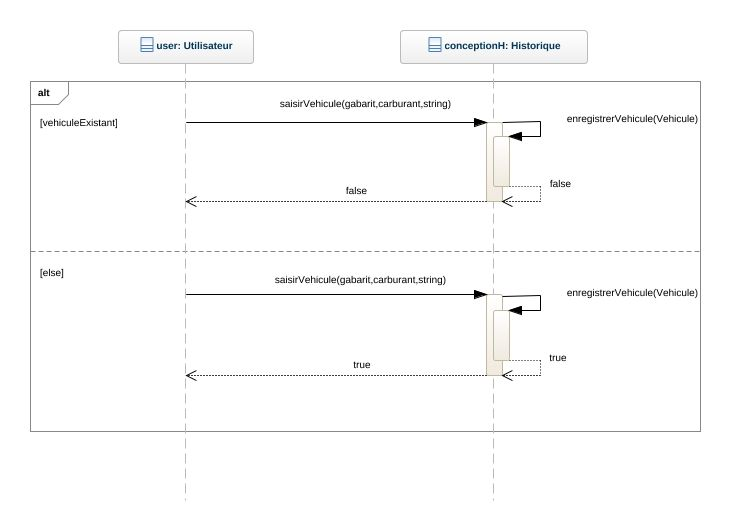 user: Utilisateur
conceptionH: Historique
alt
saisirVehicule(gabarit,carburant,string)
[vehiculeExistant]
enregistrerVehicule(Vehicule)
false
false
[else]
saisirVehicule(gabarit,carburant,string)
enregistrerVehicule(Vehicule)
true
true